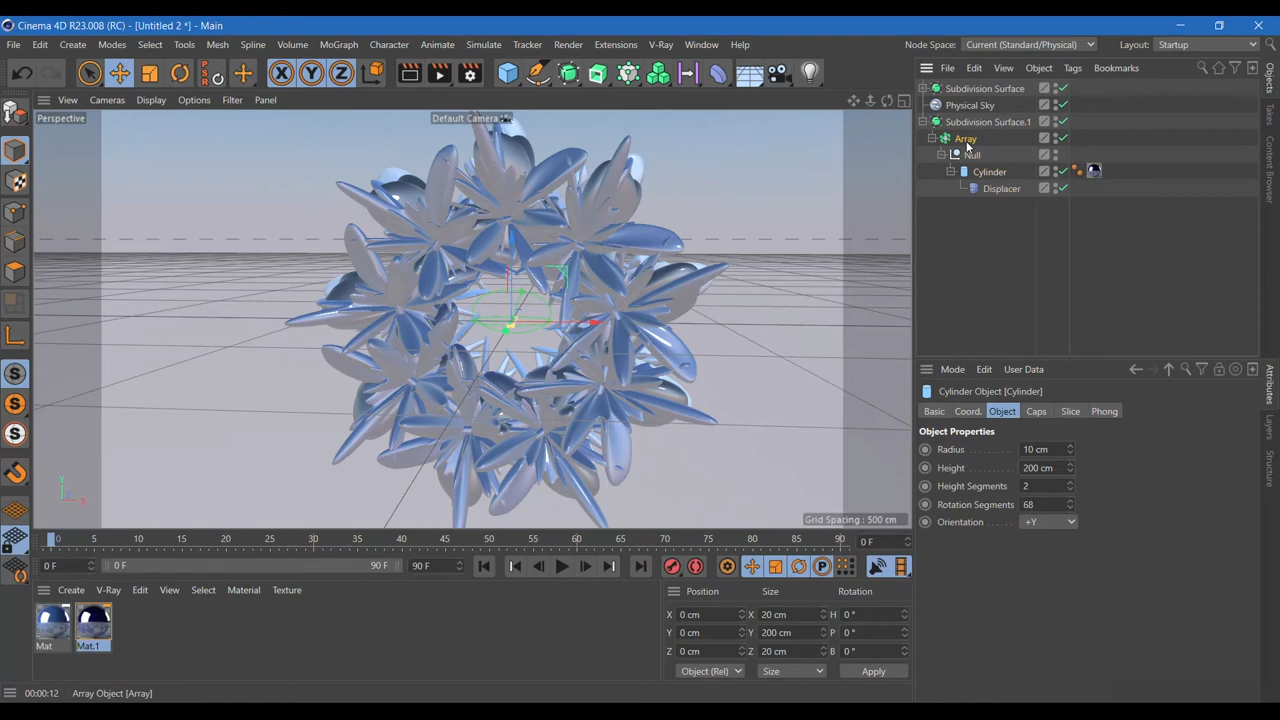 Cinema 4D R23.008 (RC) - [Untitled 2 *] - Main
File Edit Create Modes Select Tools Mesh Spline Volume MoGraph Character Animate Simulate Tracker Render Extensions V-Ray Window Help Node Space: Current (Standard/Physical) Layout: Startup
X Y Z
PSR
View Cameras Display Options Filter Panel
File Edit View Object Tags Bookmarks
Perspective
Default Camera
Subdivision Surface
Physical Sky
Subdivision Surface.1
Array
Null
Cylinder
Displacer
Objects
Takes
Content Browser
Mode Edit User Data
Cylinder Object [Cylinder]
Basic Coord. Object Caps Slice Phong
Object Properties
Radius 10 cm
Height 200 cm
Height Segments 2
Rotation Segments 68
Orientation +Y
Attributes
Layers
Structure
Y
X
Z
Grid Spacing : 500 cm
0 5 10 15 20 25 30 35 40 45 50 55 60 65 70 75 80 85 90 0 F
0 F 0 F 90 F 90 F
P
Create V-Ray Edit View Select Material Texture
Mat Mat.1
Position Size Rotation
X 0 cm X 20 cm H 0 °
Y 0 cm Y 200 cm P 0 °
Z 0 cm Z 20 cm B 0 °
Object (Rel) Size Apply
00:00:12 Array Object [Array]